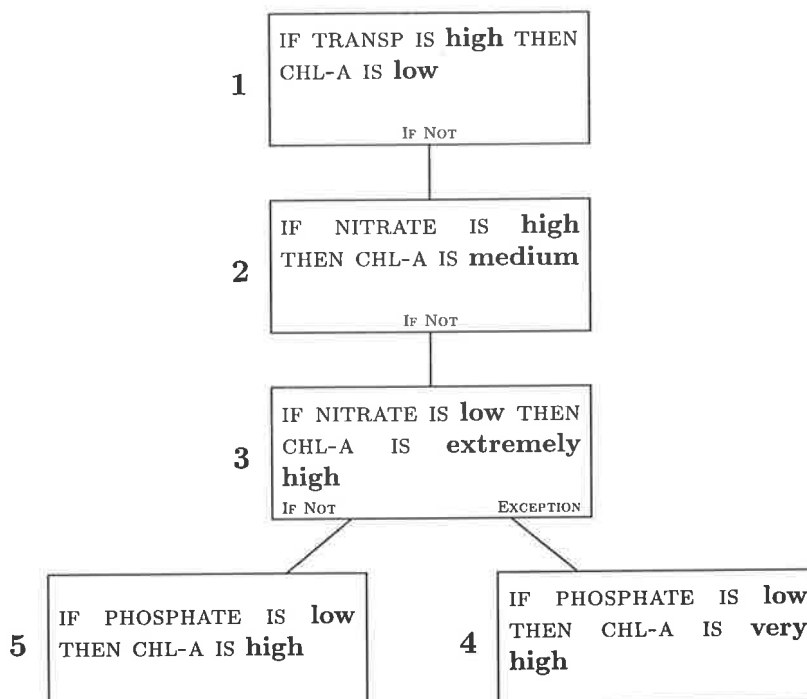 1
IF TRANSP IS high THEN
CHL-A IS low
IF NOT
2
IF NITRATE IS high
THEN CHL-A IS medium
IF NOT
3
IF NITRATE IS low THEN
CHL-A IS extremely
high
IF NOT EXCEPTION
5
IF PHOSPHATE IS low
THEN CHL-A IS high
4
IF PHOSPHATE IS low
THEN CHL-A IS very
high